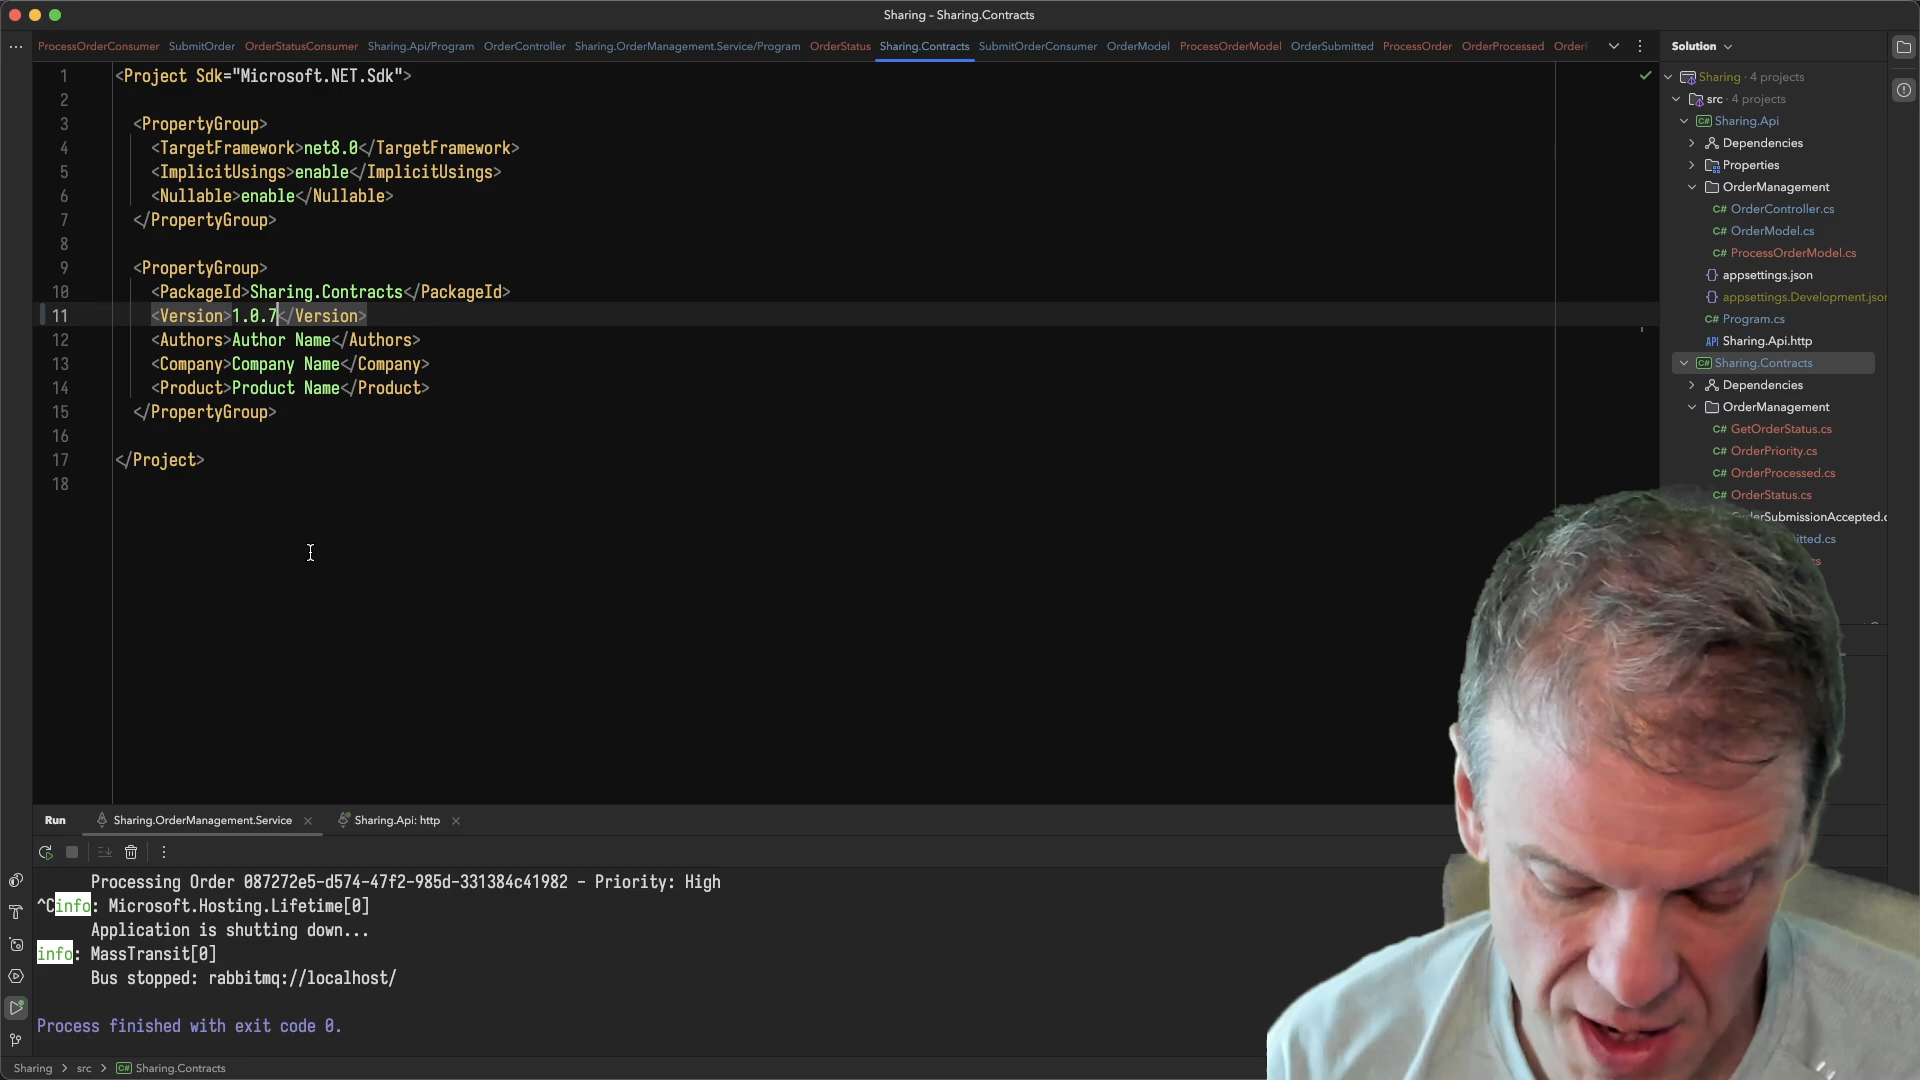 Sharing – Sharing.Contracts
ProcessOrderConsumer SubmitOrder OrderStatusConsumer Sharing.Api/Program OrderController Sharing.OrderManagement.Service/Program OrderStatus Sharing.Contracts SubmitOrderConsumer OrderModel ProcessOrderModel OrderSubmitted ProcessOrder OrderProcessed
Solution
1 <Project Sdk="Microsoft.NET.Sdk">
2
3 <PropertyGroup>
4 <TargetFramework>net8.0</TargetFramework>
5 <ImplicitUsings>enable</ImplicitUsings>
6 <Nullable>enable</Nullable>
7 </PropertyGroup>
8
9 <PropertyGroup>
10 <PackageId>Sharing.Contracts</PackageId>
11 <Version>1.0.7</Version>
12 <Authors>Author Name</Authors>
13 <Company>Company Name</Company>
14 <Product>Product Name</Product>
15 </PropertyGroup>
16
17 </Project>
18
Sharing · 4 projects
src · 4 projects
C# Sharing.Api
Dependencies
Properties
OrderManagement
C# OrderController.cs
C# OrderModel.cs
C# ProcessOrderModel.cs
{} appsettings.json
{} appsettings.Development.json
C# Program.cs
API Sharing.Api.http
C# Sharing.Contracts
Dependencies
OrderManagement
C# GetOrderStatus.cs
C# OrderPriority.cs
C# OrderProcessed.cs
C# OrderStatus.cs
OrderSubmissionAccepted.c
itted.cs
Run Sharing.OrderManagement.Service Sharing.Api: http
Processing Order 087272e5-d574-47f2-985d-331384c41982 – Priority: High
^Cinfo: Microsoft.Hosting.Lifetime[0]
Application is shutting down...
info: MassTransit[0]
Bus stopped: rabbitmq://localhost/
Process finished with exit code 0.
Sharing > src > C# Sharing.Contracts